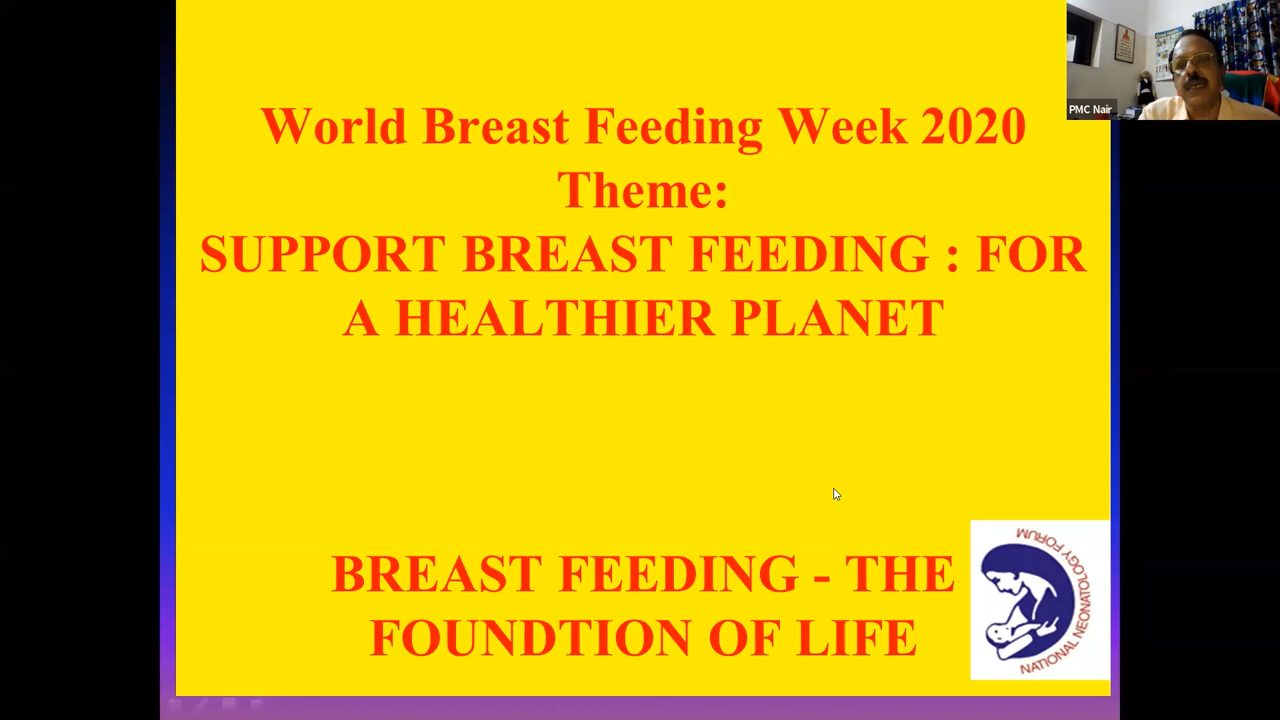 World Breast Feeding Week 2020
Theme:
SUPPORT BREAST FEEDING : FOR
A HEALTHIER PLANET
BREAST FEEDING - THE
FOUNDTION OF LIFE
NATIONAL NEONATOLOGY FORUM
PMC Nair